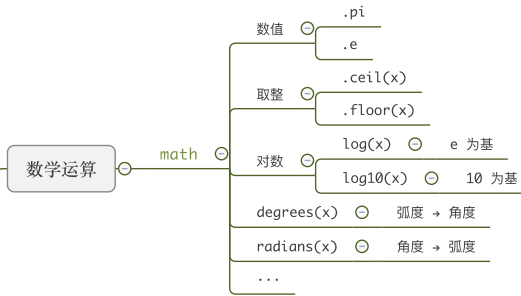 数学运算
math
数值
.pi
.e
取整
.ceil(x)
.floor(x)
对数
log(x) e 为基
log10(x) 10 为基
degrees(x) 弧度 → 角度
radians(x) 角度 → 弧度
...